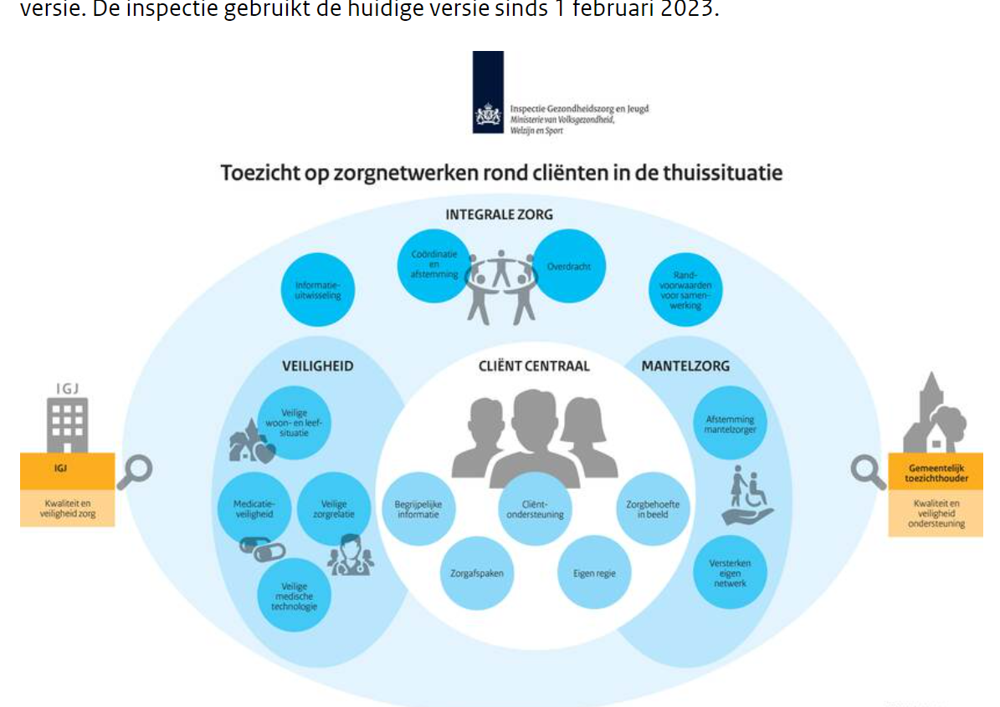 versie. De inspectie gebruikt de huidige versie sinds 1 februari 2023.
Inspectie Gezondheidszorg en Jeugd
Ministerie van Volksgezondheid,
Welzijn en Sport
Toezicht op zorgnetwerken rond cliënten in de thuissituatie
INTEGRALE ZORG
Informatie-
uitwisseling
Coördinatie
en
afstemming
Overdracht
Rand-
voorwaarden
voor samen-
werking
VEILIGHEID
Veilige
woon- en leef-
situatie
Medicatie-
veiligheid
Veilige
zorgrelatie
Veilige
medische
technologie
CLIËNT CENTRAAL
Begrijpelijke
informatie
Cliënt-
ondersteuning
Zorgbehoefte
in beeld
Zorgafspaken
Eigen regie
MANTELZORG
Afstemming
mantelzorger
Versterken
eigen
netwerk
IGJ
IGJ
Kwaliteit en
veiligheid zorg
Gemeentelijk
toezichthouder
Kwaliteit en
veiligheid
ondersteuning